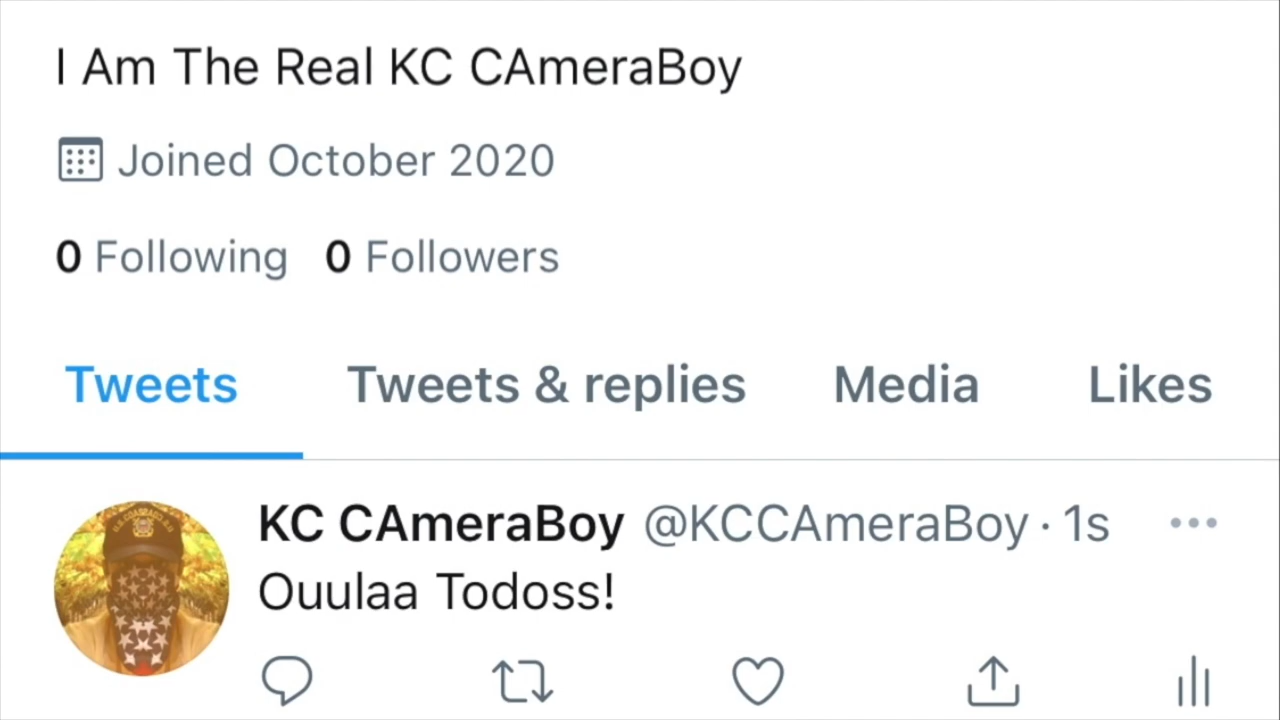 I Am The Real KC CAmeraBoy
Joined October 2020
0 Following 0 Followers
Tweets Tweets & replies Media Likes
KC CAmeraBoy @KCCAmeraBoy · 1s
Ouulaa Todoss!